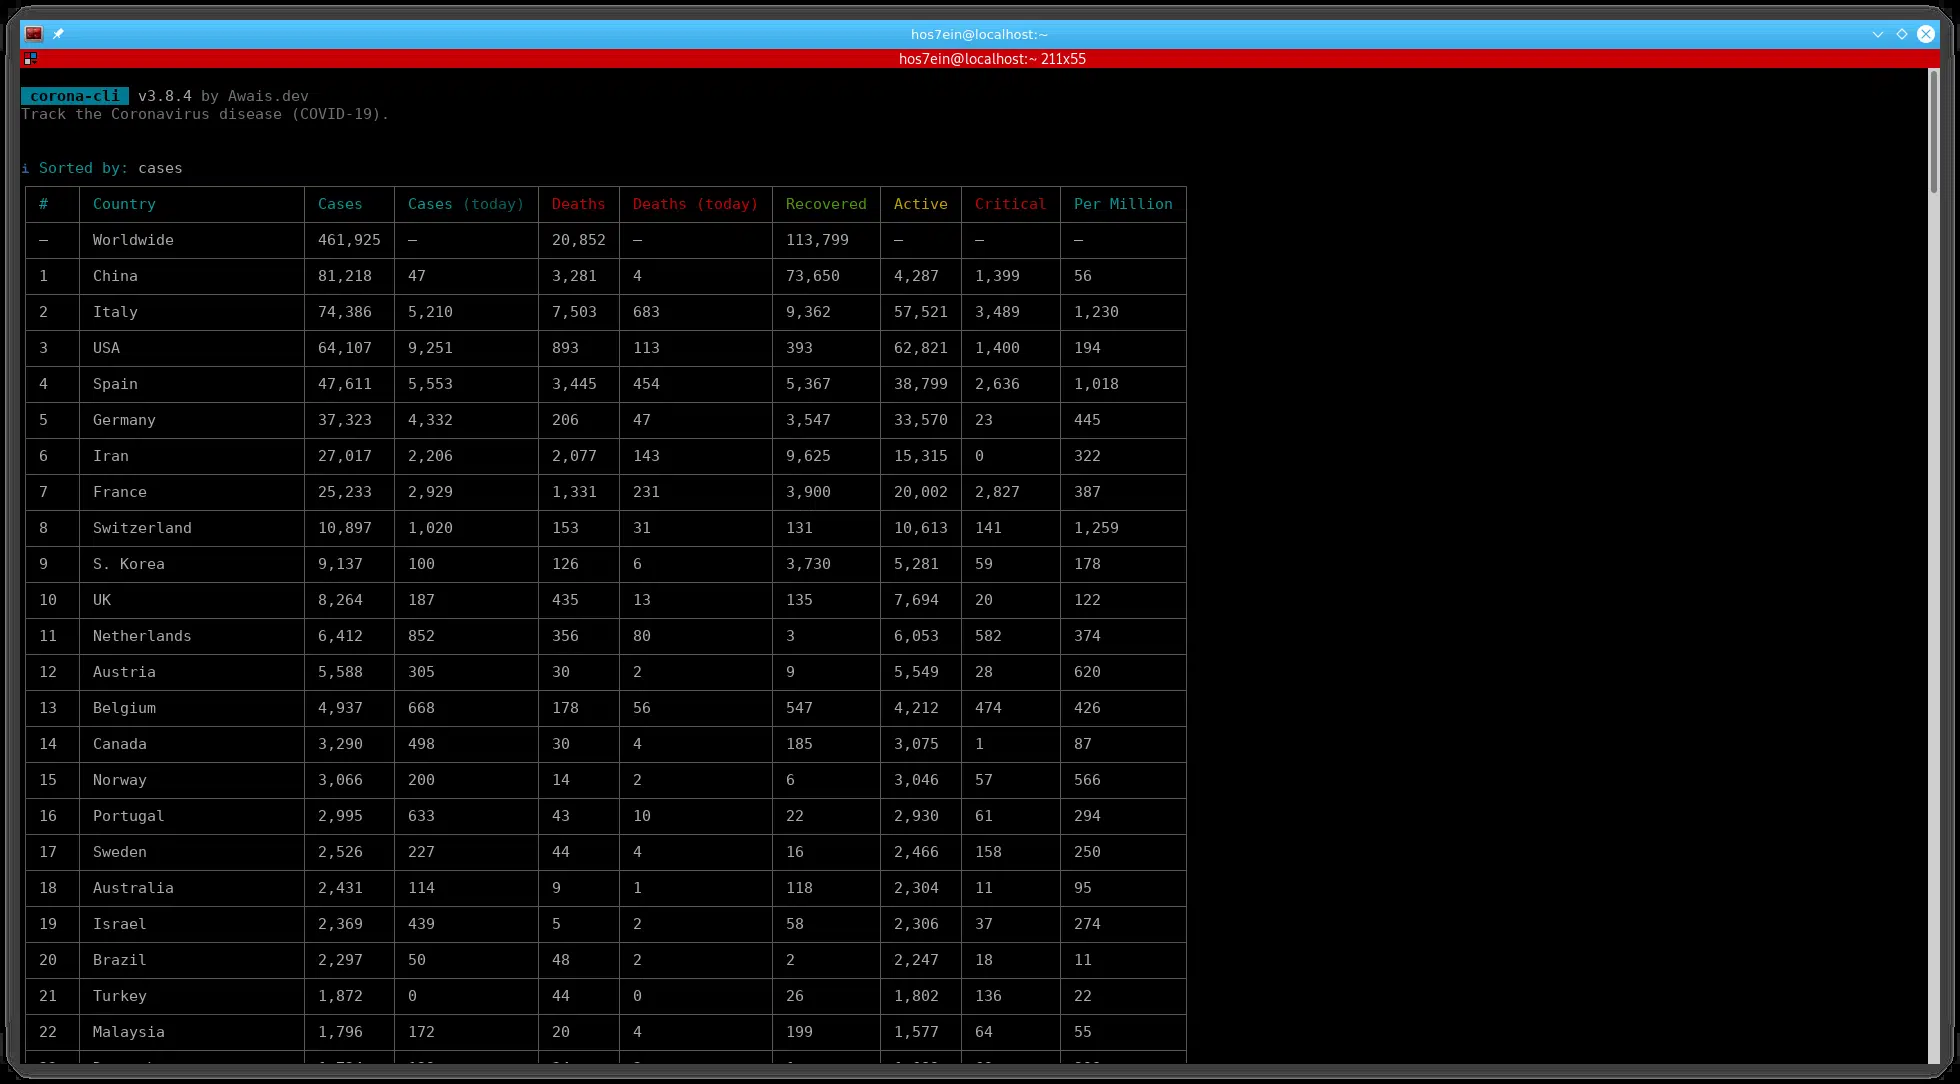 hos7ein@localhost:~
hos7ein@localhost:~ 211x55
corona-cli v3.8.4 by Awais.dev
Track the Coronavirus disease (COVID-19).
i Sorted by: cases
# Country Cases Cases (today) Deaths Deaths (today) Recovered Active Critical Per Million
— Worldwide 461,925 — 20,852 — 113,799 — — —
1 China 81,218 47 3,281 4 73,650 4,287 1,399 56
2 Italy 74,386 5,210 7,503 683 9,362 57,521 3,489 1,230
3 USA 64,107 9,251 893 113 393 62,821 1,400 194
4 Spain 47,611 5,553 3,445 454 5,367 38,799 2,636 1,018
5 Germany 37,323 4,332 206 47 3,547 33,570 23 445
6 Iran 27,017 2,206 2,077 143 9,625 15,315 0 322
7 France 25,233 2,929 1,331 231 3,900 20,002 2,827 387
8 Switzerland 10,897 1,020 153 31 131 10,613 141 1,259
9 S. Korea 9,137 100 126 6 3,730 5,281 59 178
10 UK 8,264 187 435 13 135 7,694 20 122
11 Netherlands 6,412 852 356 80 3 6,053 582 374
12 Austria 5,588 305 30 2 9 5,549 28 620
13 Belgium 4,937 668 178 56 547 4,212 474 426
14 Canada 3,290 498 30 4 185 3,075 1 87
15 Norway 3,066 200 14 2 6 3,046 57 566
16 Portugal 2,995 633 43 10 22 2,930 61 294
17 Sweden 2,526 227 44 4 16 2,466 158 250
18 Australia 2,431 114 9 1 118 2,304 11 95
19 Israel 2,369 439 5 2 58 2,306 37 274
20 Brazil 2,297 50 48 2 2 2,247 18 11
21 Turkey 1,872 0 44 0 26 1,802 136 22
22 Malaysia 1,796 172 20 4 199 1,577 64 55